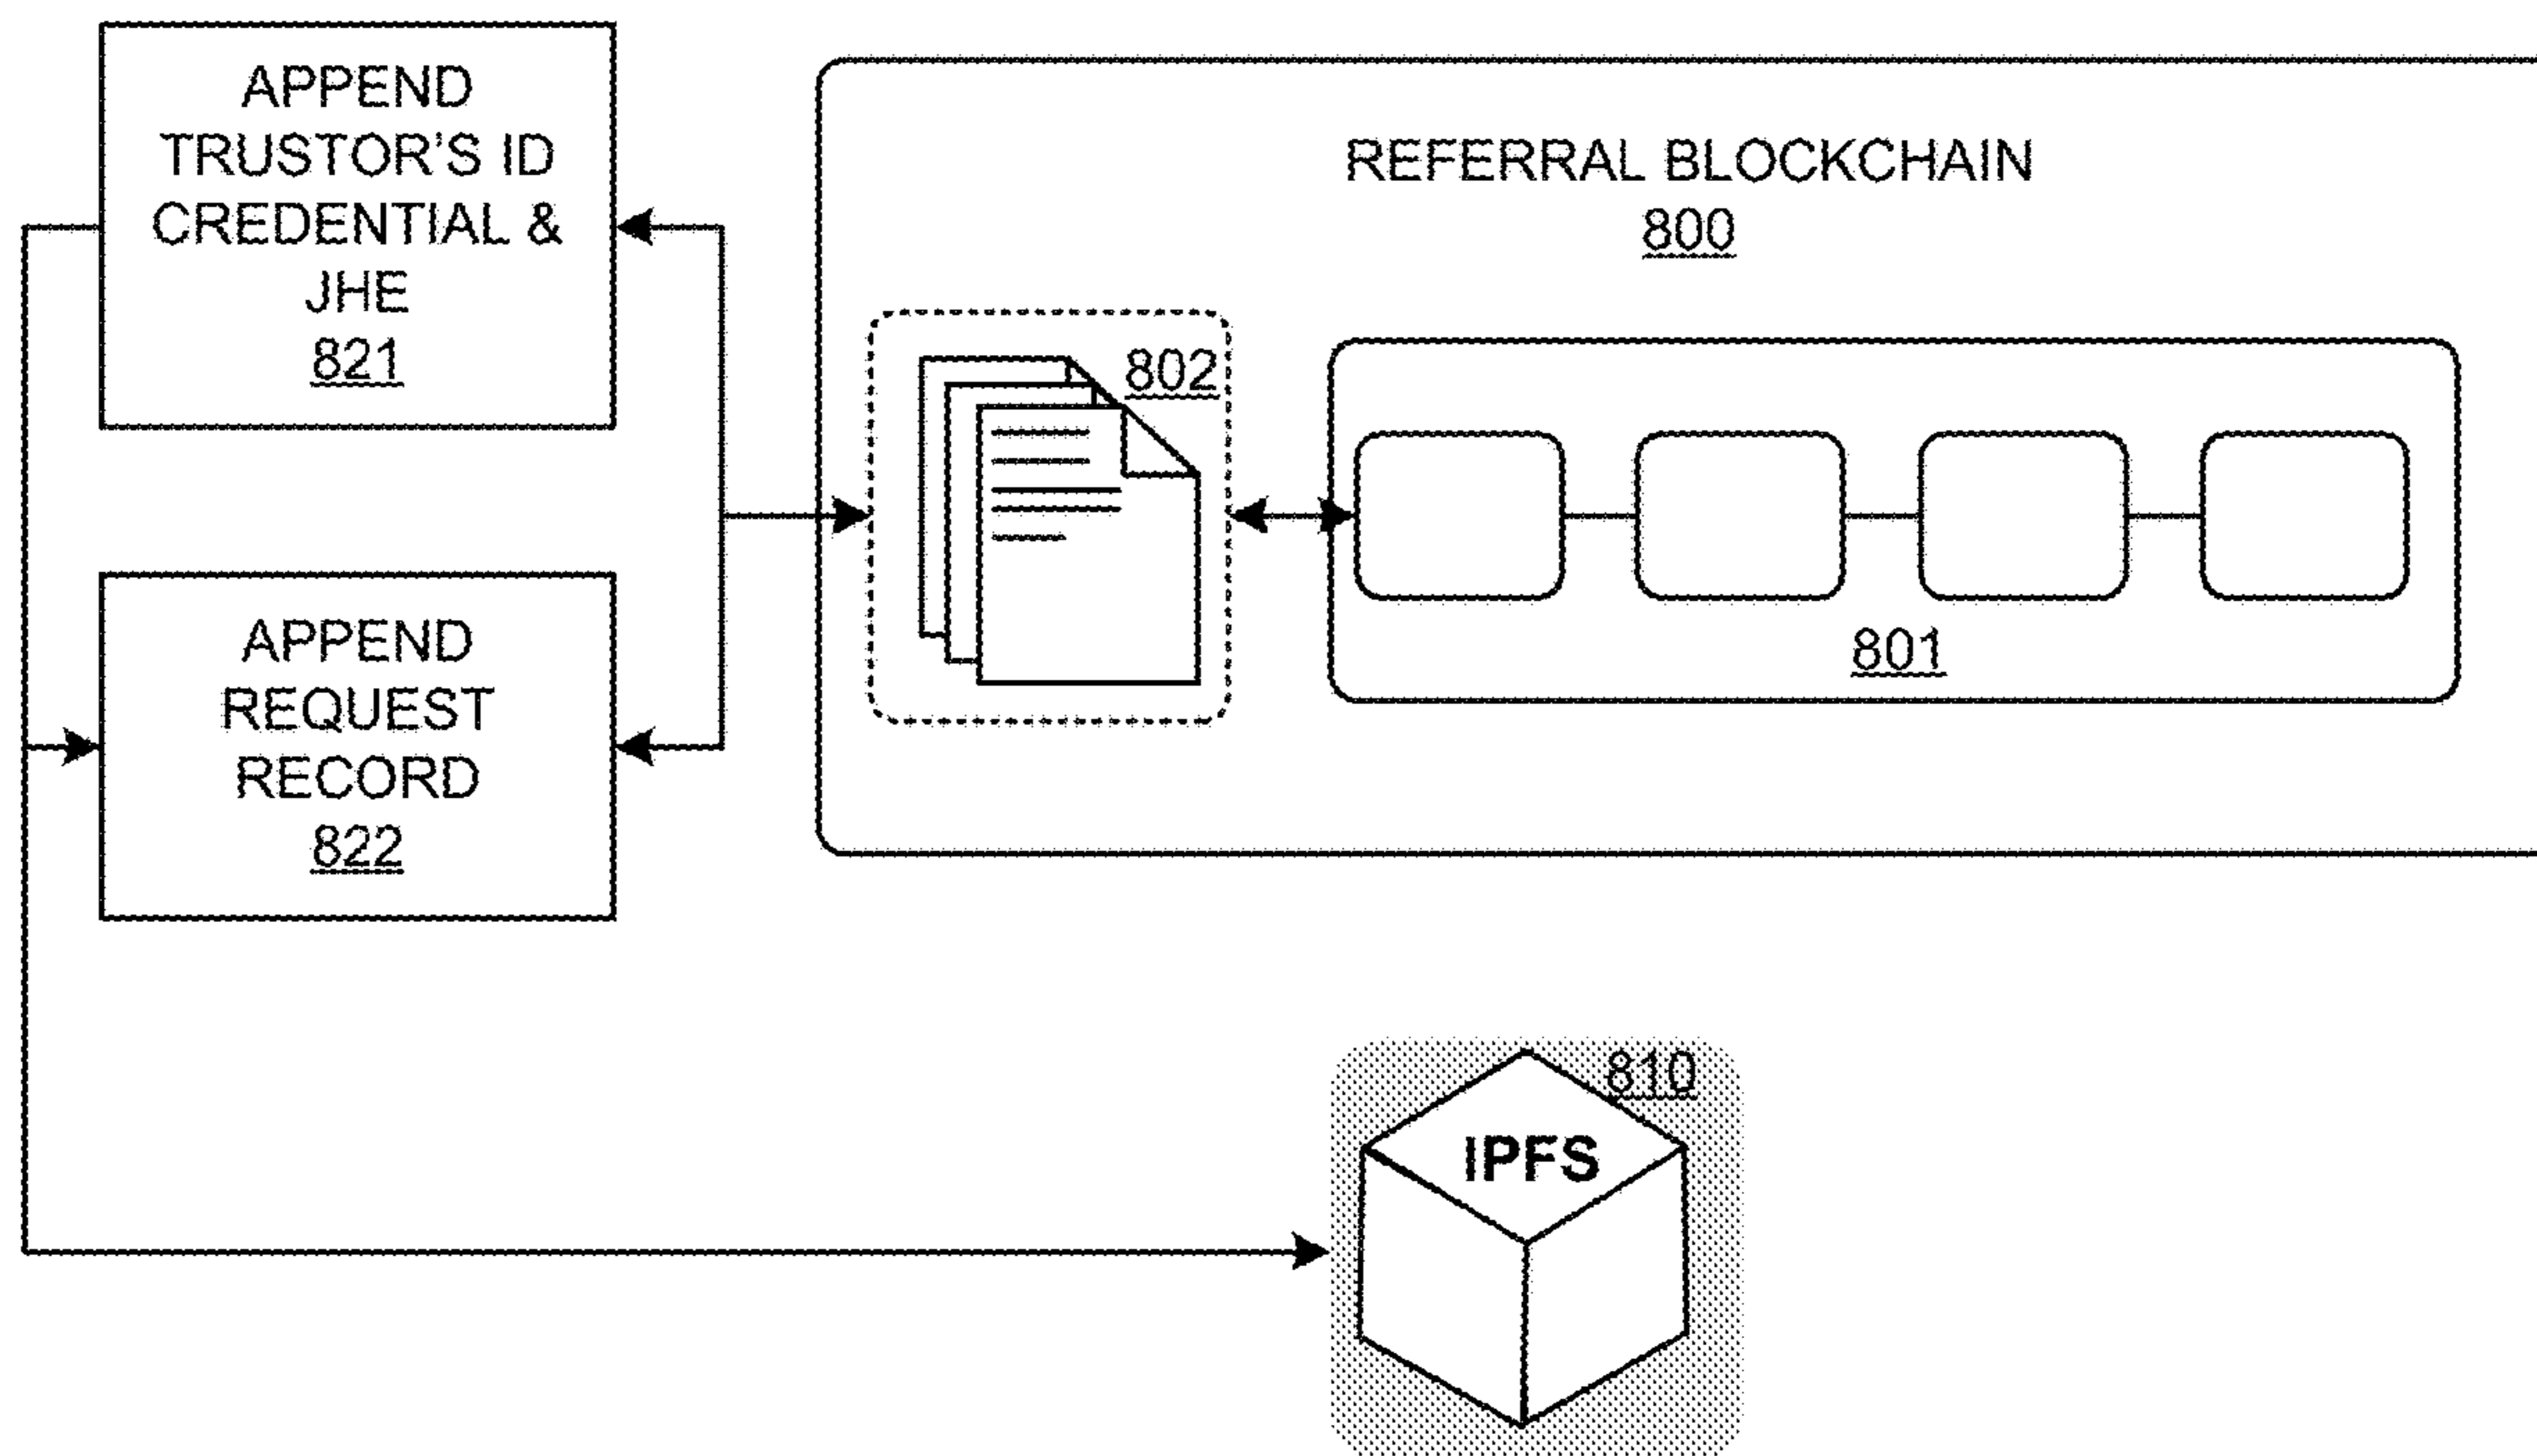 APPEND
TRUSTOR'S ID
CREDENTIAL &
JHE
821
REFERRAL BLOCKCHAIN
800
802
801
APPEND
REQUEST
RECORD
822
810
IPFS